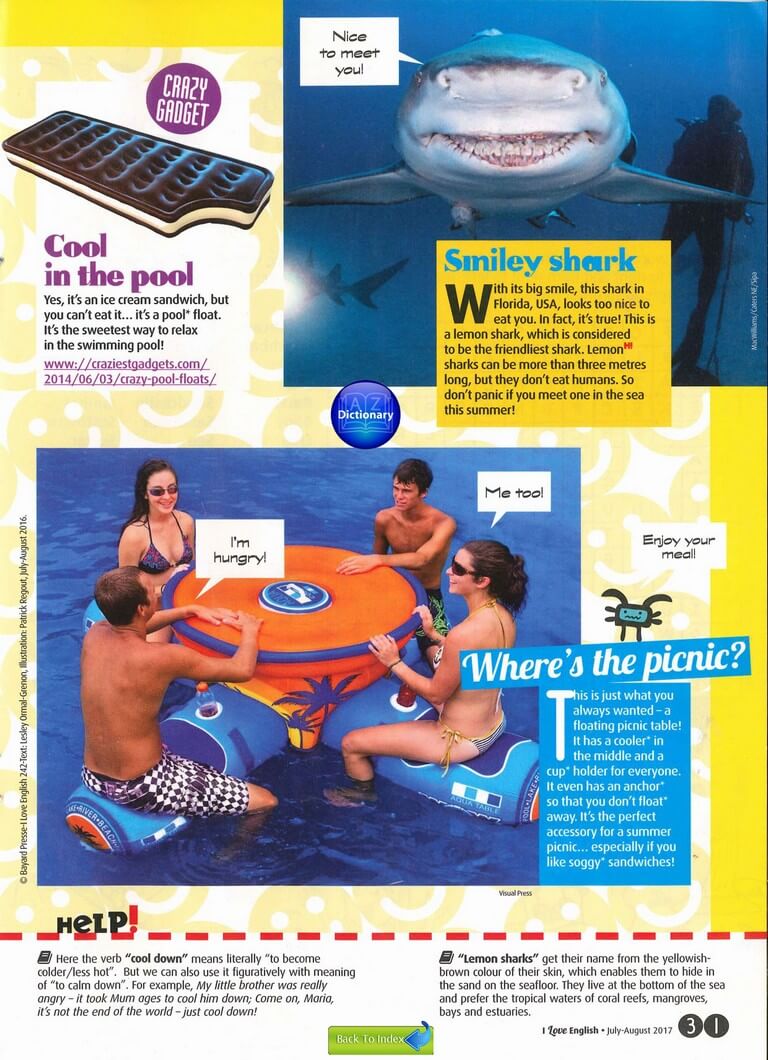 Nice
to meet
you!
CRAZY
GADGET
Cool
in the pool
Yes, it's an ice cream sandwich, but
you can't eat it... it's a pool* float.
It's the sweetest way to relax
in the swimming pool!
www://craziestgadgets.com/
2014/06/03/crazy-pool-floats/
Smiley shark
With its big smile, this shark in
Florida, USA, looks too nice to
eat you. In fact, it's true! This is
a lemon shark, which is considered
to be the friendliest shark. Lemon H!
sharks can be more than three metres
long, but they don't eat humans. So
don't panic if you meet one in the sea
this summer!
MacWilliams/Caters NE/Sipa
A Z
Dictionary
I'm
hungry!
Me too!
Enjoy your
meal!
Where's the picnic?
This is just what you
always wanted – a
floating picnic table!
It has a cooler* in
the middle and a
cup* holder for everyone.
It even has an anchor*
so that you don't float*
away. It's the perfect
accessory for a summer
picnic... especially if you
like soggy* sandwiches!
AQUA TABLE
LAKE•RIVER•BEACH
POOL•LAKE•
© Bayard Presse-I Love English 242-Text: Lesley Ormal-Grenon, Illustration: Patrick Regout, July-August 2016.
Visual Press
HELP!
Here the verb "cool down" means literally "to become
colder/less hot". But we can also use it figuratively with meaning
of "to calm down". For example, My little brother was really
angry – it took Mum ages to cool him down; Come on, Maria,
it's not the end of the world – just cool down!
"Lemon sharks" get their name from the yellowish-
brown colour of their skin, which enables them to hide in
the sand on the seafloor. They live at the bottom of the sea
and prefer the tropical waters of coral reefs, mangroves,
bays and estuaries.
Back To Index
I Love English • July-August 2017 31